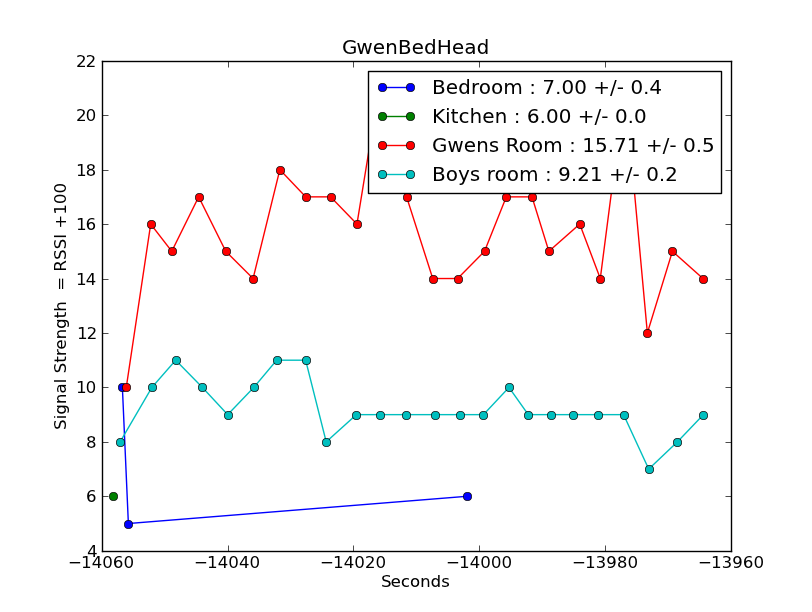 GwenBedHead
22
20
18
16
14
12
10
8
6
4
Signal Strength = RSSI +100
Bedroom : 7.00 +/- 0.4
Kitchen : 6.00 +/- 0.0
Gwens Room : 15.71 +/- 0.5
Boys room : 9.21 +/- 0.2
−14060 −14040 −14020 −14000 −13980 −13960
Seconds